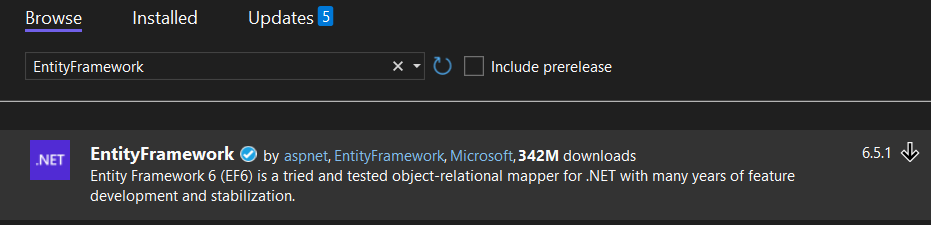 Browse Installed Updates 5
EntityFramework Include prerelease
.NET EntityFramework by aspnet, EntityFramework, Microsoft, 342M downloads 6.5.1
Entity Framework 6 (EF6) is a tried and tested object-relational mapper for .NET with many years of feature
development and stabilization.